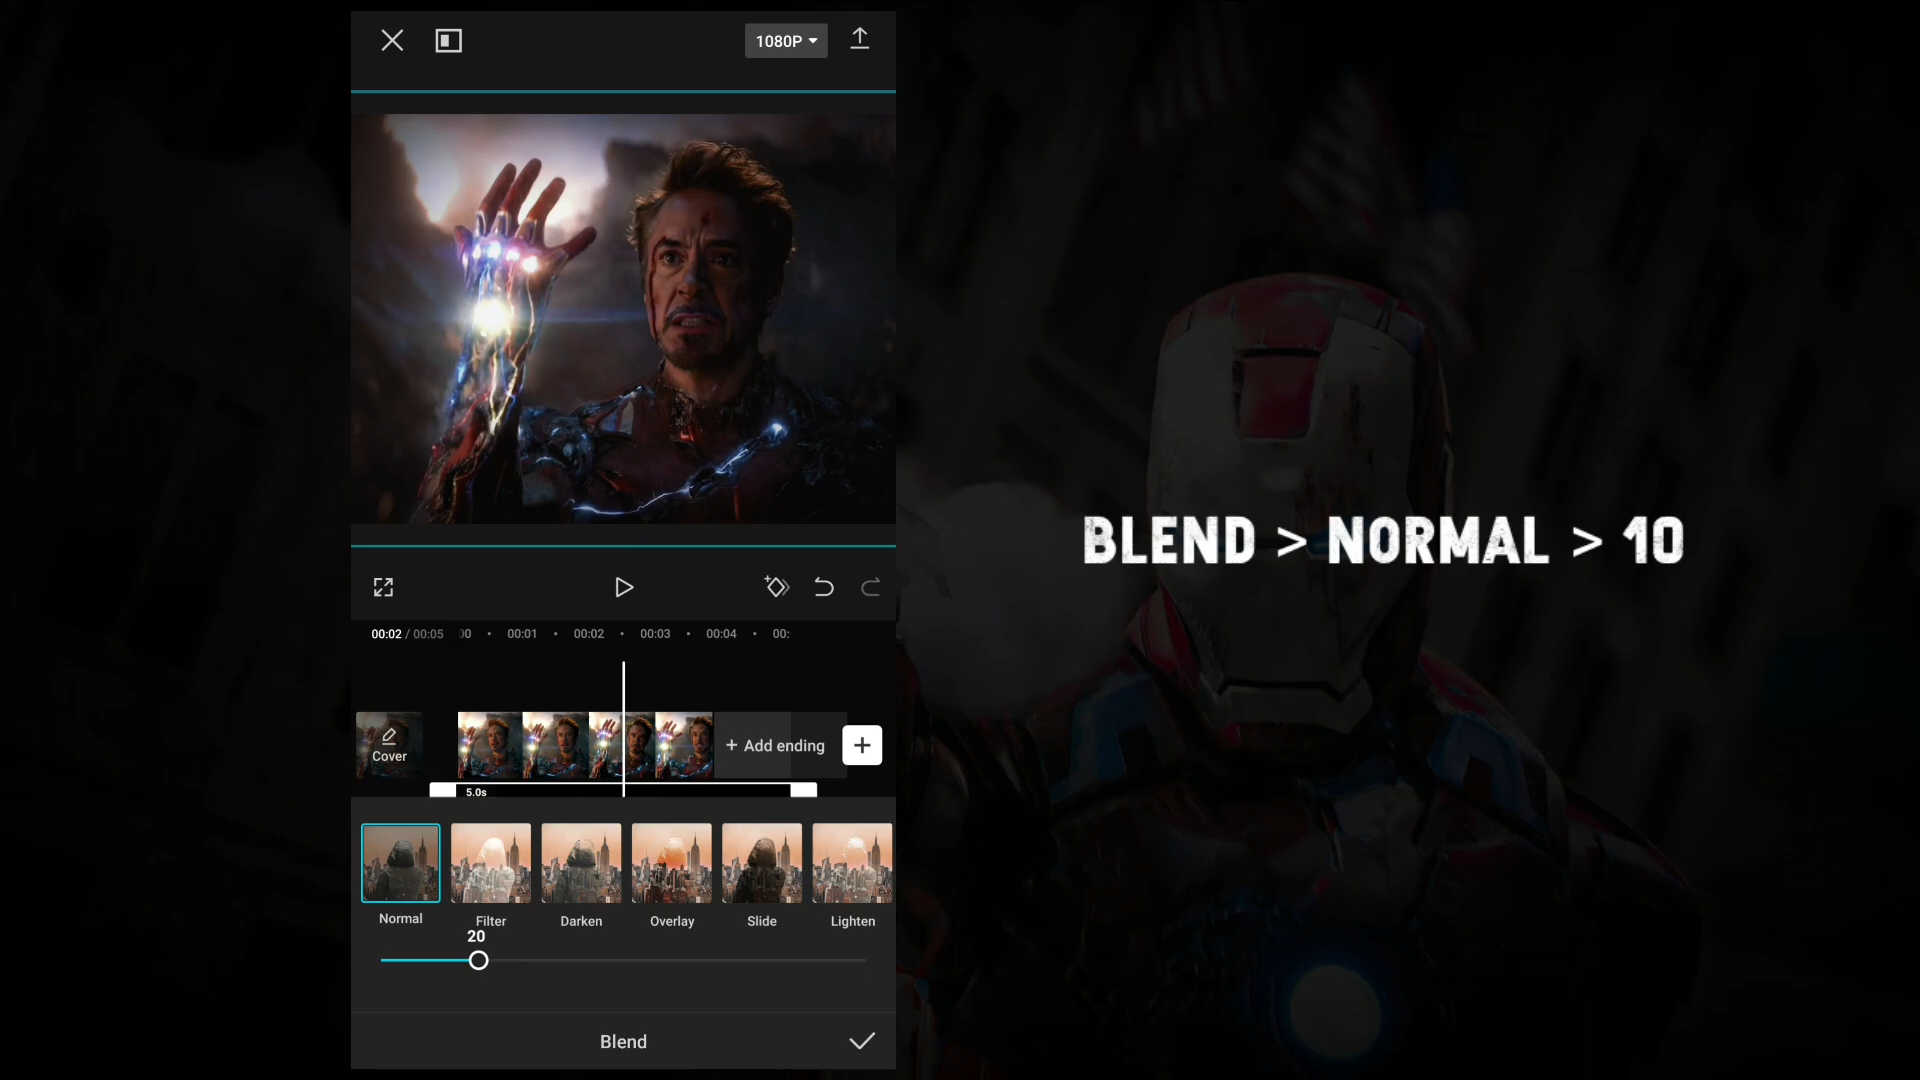 1080P
00:02 / 00:05
00:01
00:02
00:03
00:04
00:
Cover
+ Add ending
5.0s
Normal
Filter
Darken
Overlay
Slide
Lighten
20
Blend
BLEND > NORMAL > 10